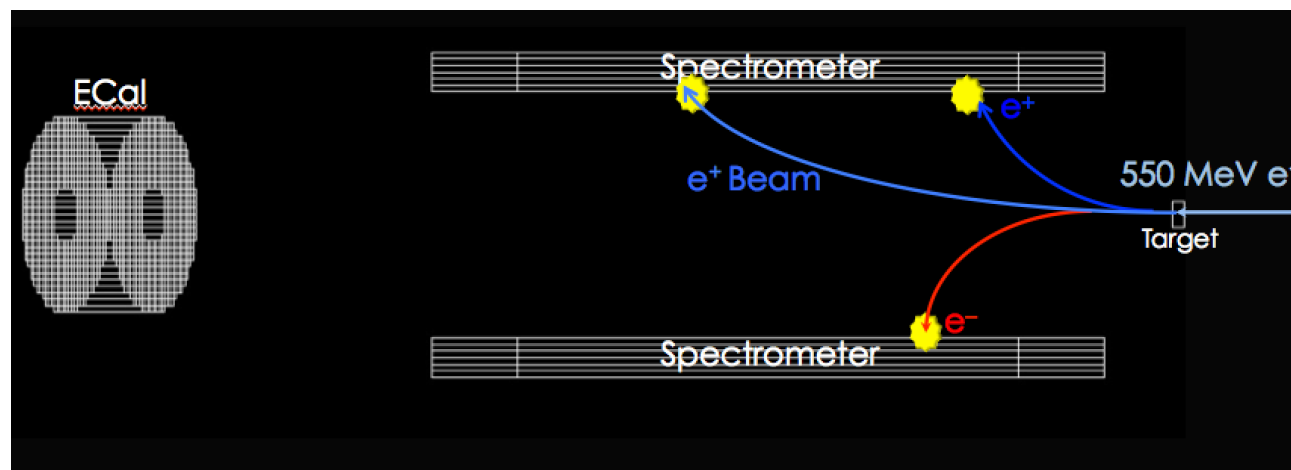 Spectrometer
ECal
e⁺
e⁺ Beam
550 MeV e
Target
e⁻
Spectrometer